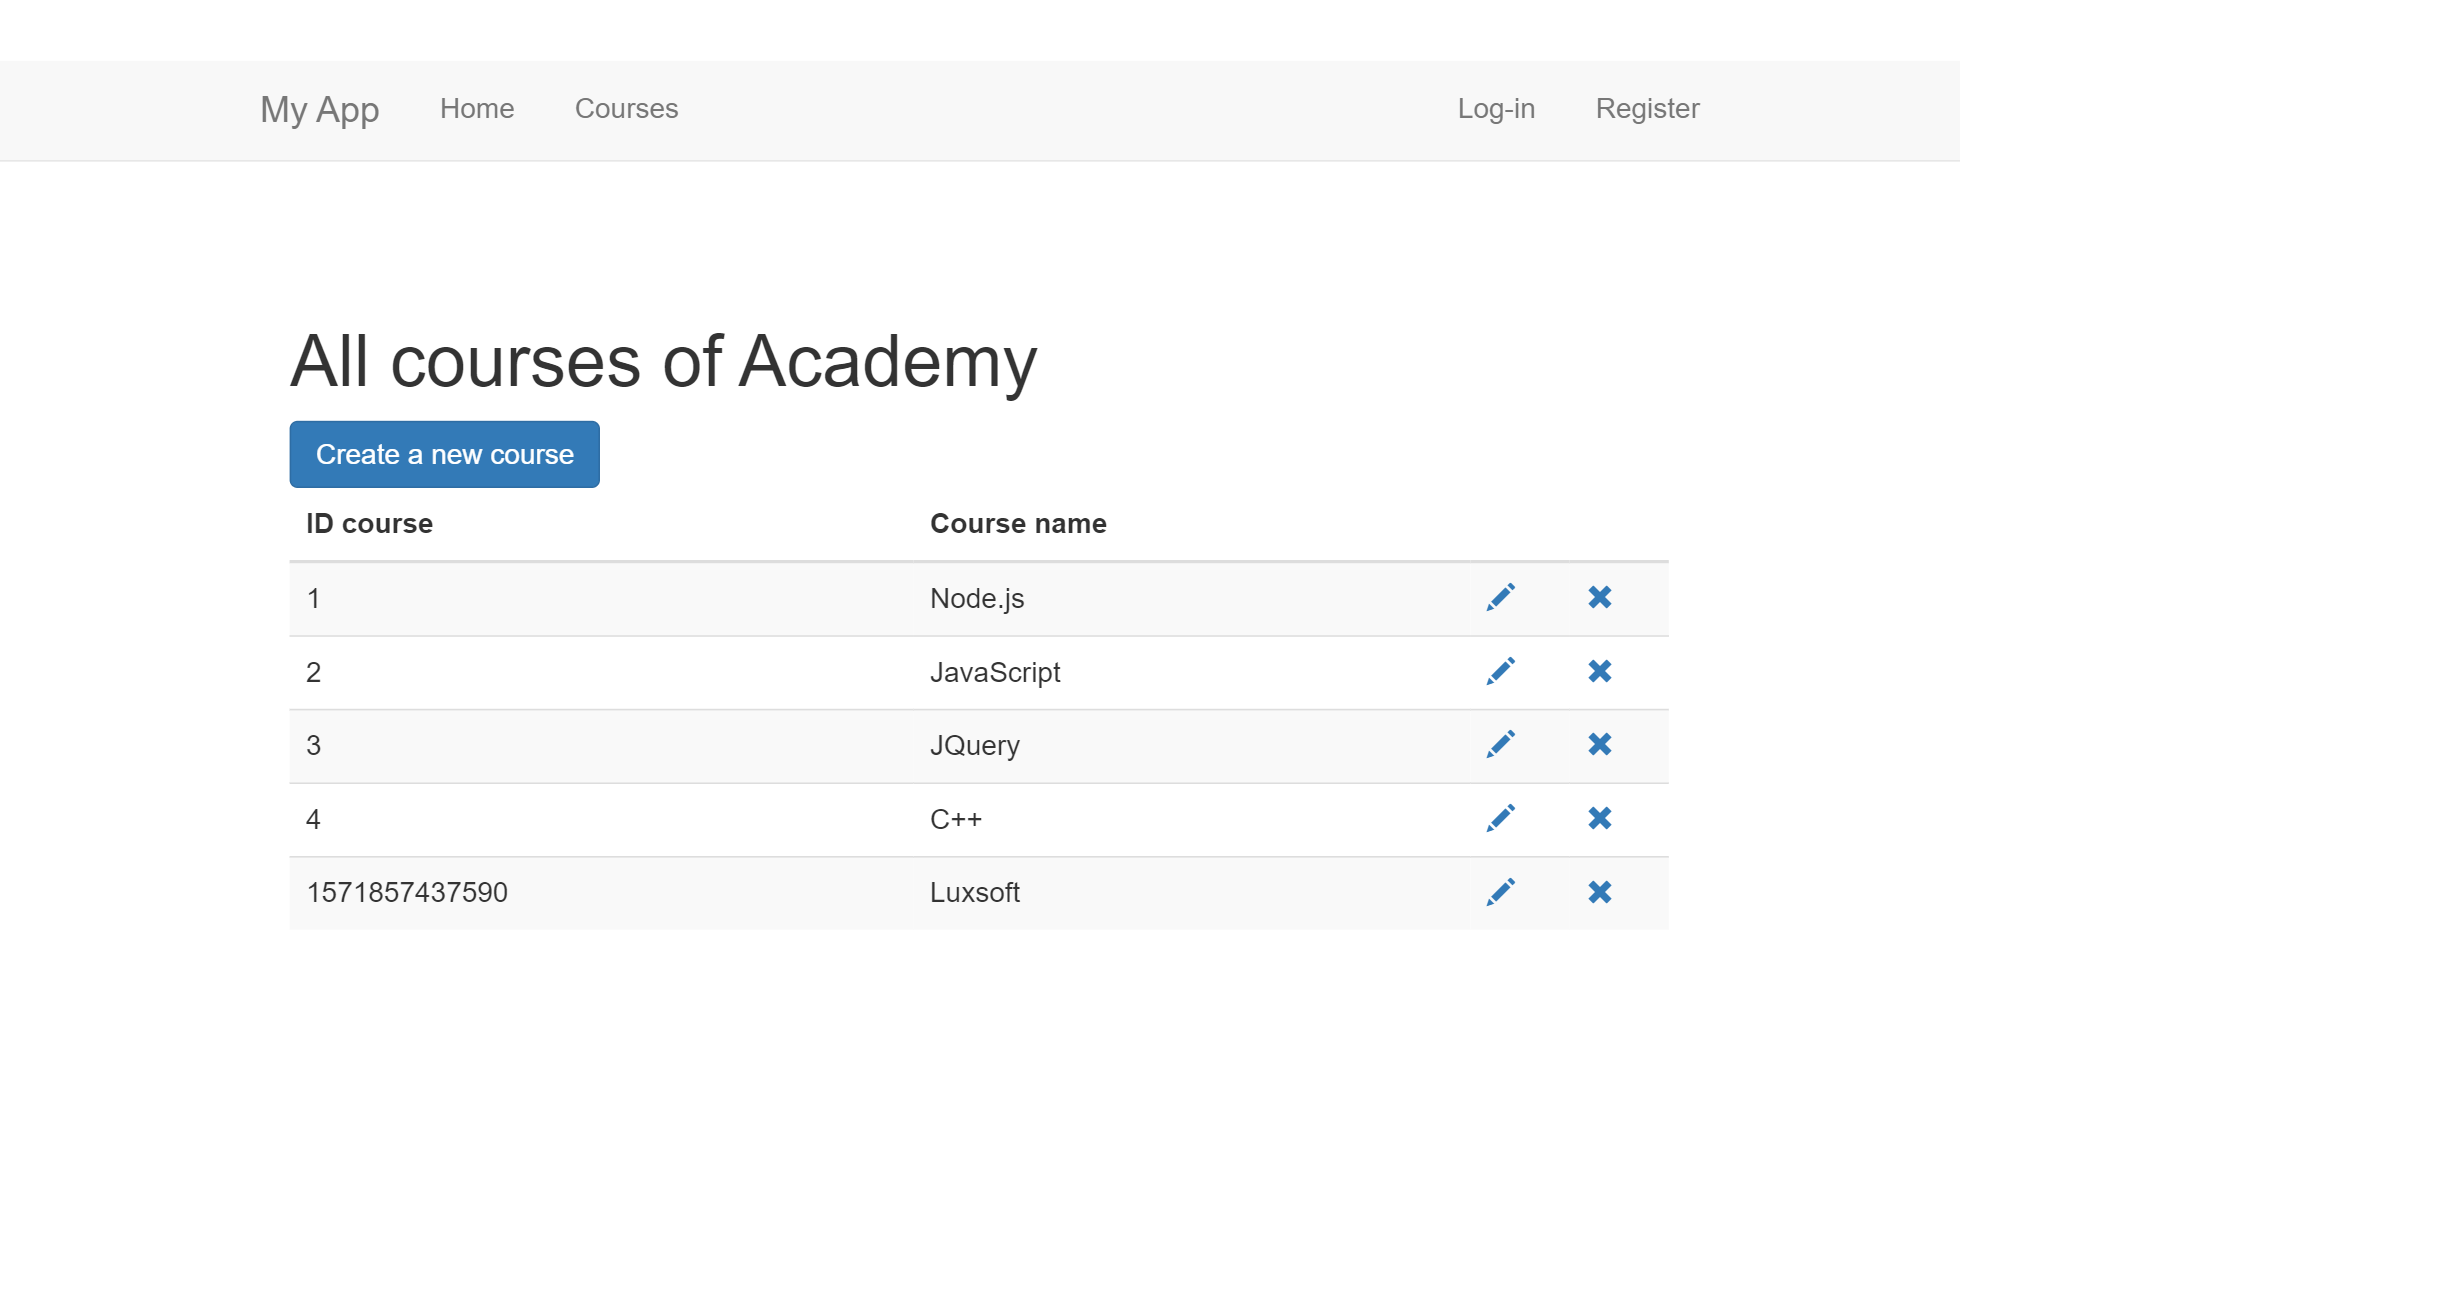 My App Home Courses Log-in Register
All courses of Academy
Create a new course
ID course Course name
1 Node.js
2 JavaScript
3 JQuery
4 C++
1571857437590 Luxsoft